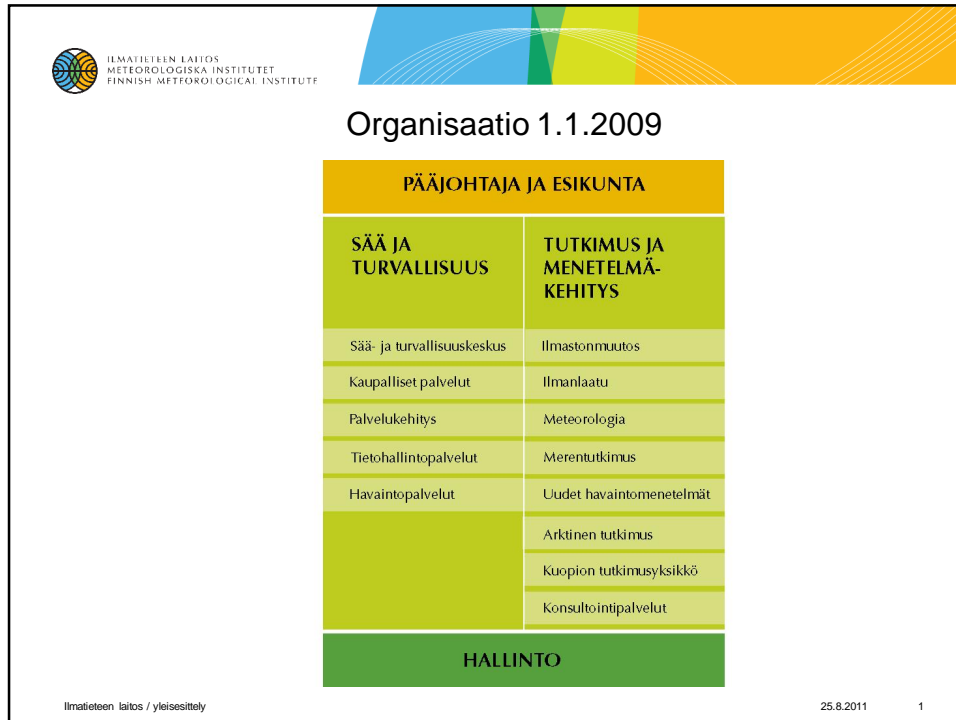 ILMATIETEEN LAITOS
METEOROLOGISKA INSTITUTET
FINNISH METEOROLOGICAL INSTITUTE
Organisaatio 1.1.2009
PÄÄJOHTAJA JA ESIKUNTA
SÄÄ JA
TURVALLISUUS
Sää- ja turvallisuuskeskus
Kaupalliset palvelut
Palvelukehitys
Tietohallintopalvelut
Havaintopalvelut
TUTKIMUS JA
MENETELMÄ-
KEHITYS
Ilmastonmuutos
Ilmanlaatu
Meteorologia
Merentutkimus
Uudet havaintomenetelmät
Arktinen tutkimus
Kuopion tutkimusyksikkö
Konsultointipalvelut
HALLINTO
Ilmatieteen laitos / yleisesittely
25.8.2011
1